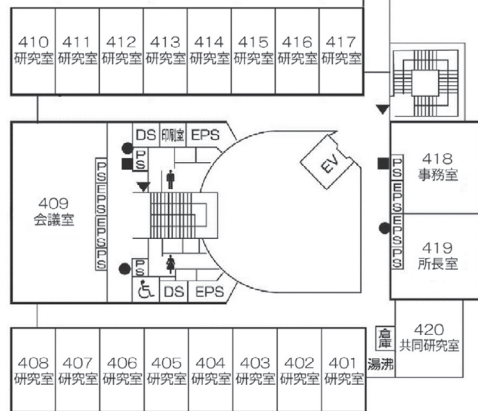 410
研究室
411
研究室
412
研究室
413
研究室
414
研究室
415
研究室
416
研究室
417
研究室
DS
印刷室
EPS
PS
EV
418
事務室
409
会議室
PS
EPS
EPS
PS
PS
EPS
EPS
PS
419
所長室
PS
DS
EPS
倉庫
湯沸
420
共同研究室
408
研究室
407
研究室
406
研究室
405
研究室
404
研究室
403
研究室
402
研究室
401
研究室